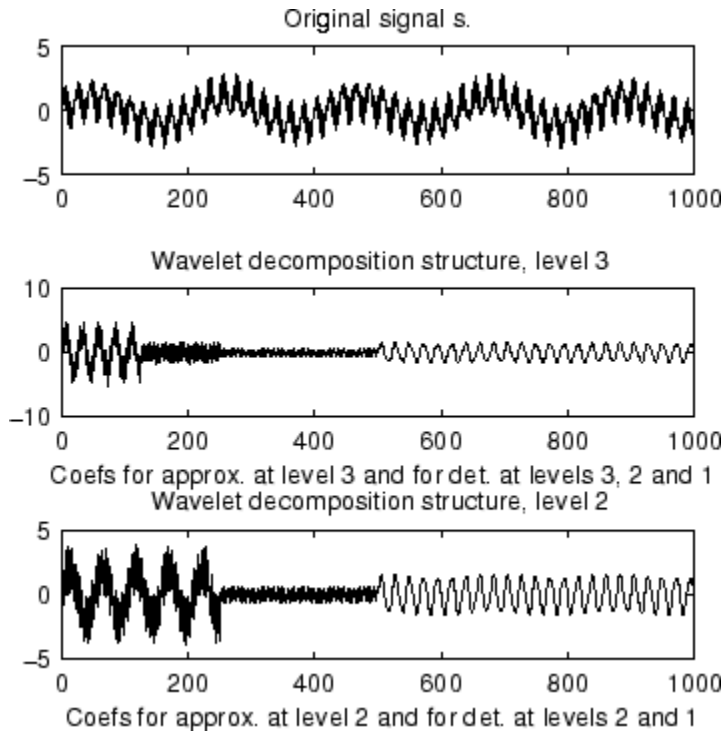 Original signal s.
5
0
−5
0 200 400 600 800 1000
Wavelet decomposition structure, level 3
10
0
−10
0 200 400 600 800 1000
Coefs for approx. at level 3 and for det. at levels 3, 2 and 1
Wavelet decomposition structure, level 2
5
0
−5
0 200 400 600 800 1000
Coefs for approx. at level 2 and for det. at levels 2 and 1